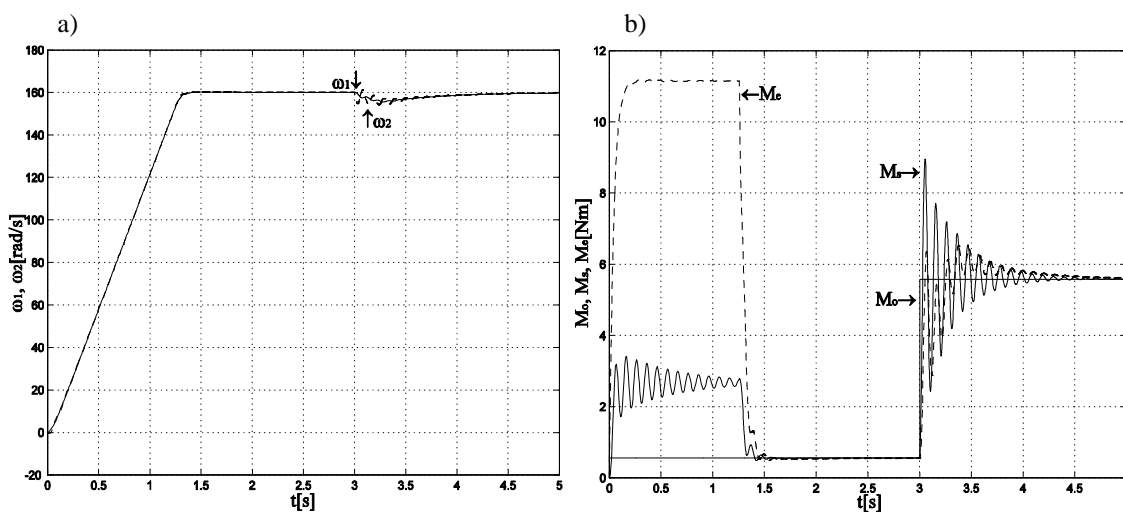 a)
180
160
140
120
100
80
60
40
20
0
-20
ω1, ω2[rad/s]
ω1
ω2
0 0.5 1 1.5 2 2.5 3 3.5 4 4.5 5
t[s]
b)
12
10
8
6
4
2
0
Mo, Ms, Me[Nm]
Me
Ms
Mo
0 0.5 1 1.5 2 2.5 3 3.5 4 4.5
t[s]